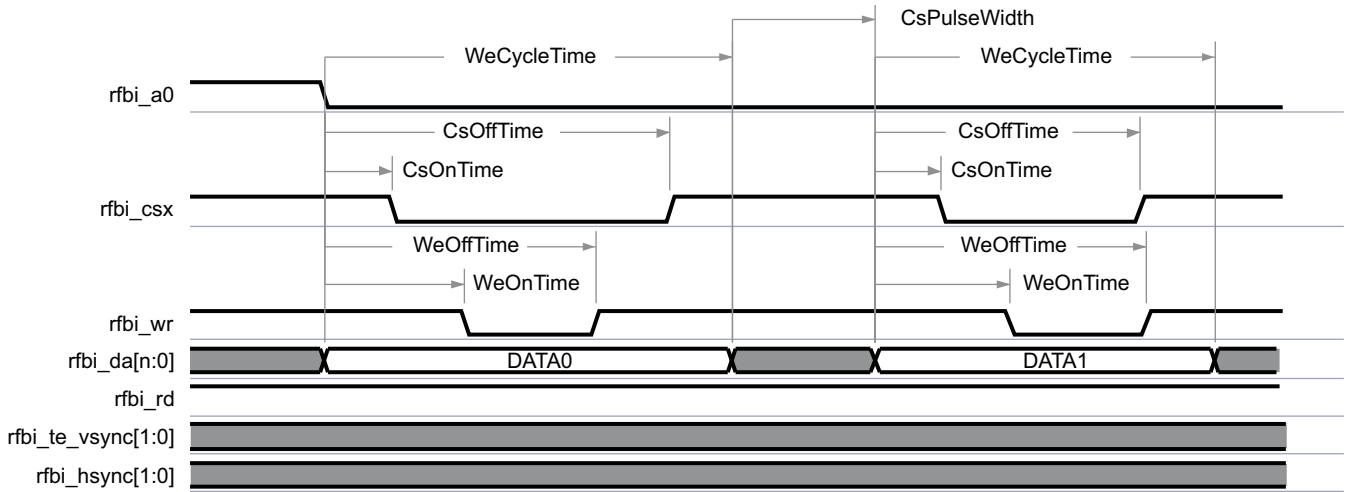 CsPulseWidth
WeCycleTime WeCycleTime
rfbi_a0
CsOffTime CsOffTime
CsOnTime CsOnTime
rfbi_csx
WeOffTime WeOffTime
WeOnTime WeOnTime
rfbi_wr
rfbi_da[n:0] DATA0 DATA1
rfbi_rd
rfbi_te_vsync[1:0]
rfbi_hsync[1:0]